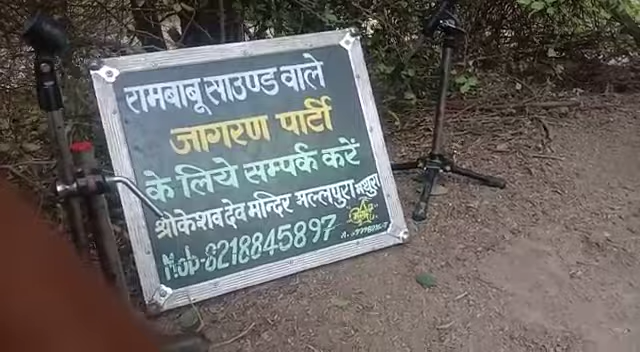 रामबाबू साउण्ड वाले
जागरण पार्टी
के लिये सम्पर्क करें
श्री केशव देव मन्दिर मल्लपुरा मथुरा
Mob-8218845897